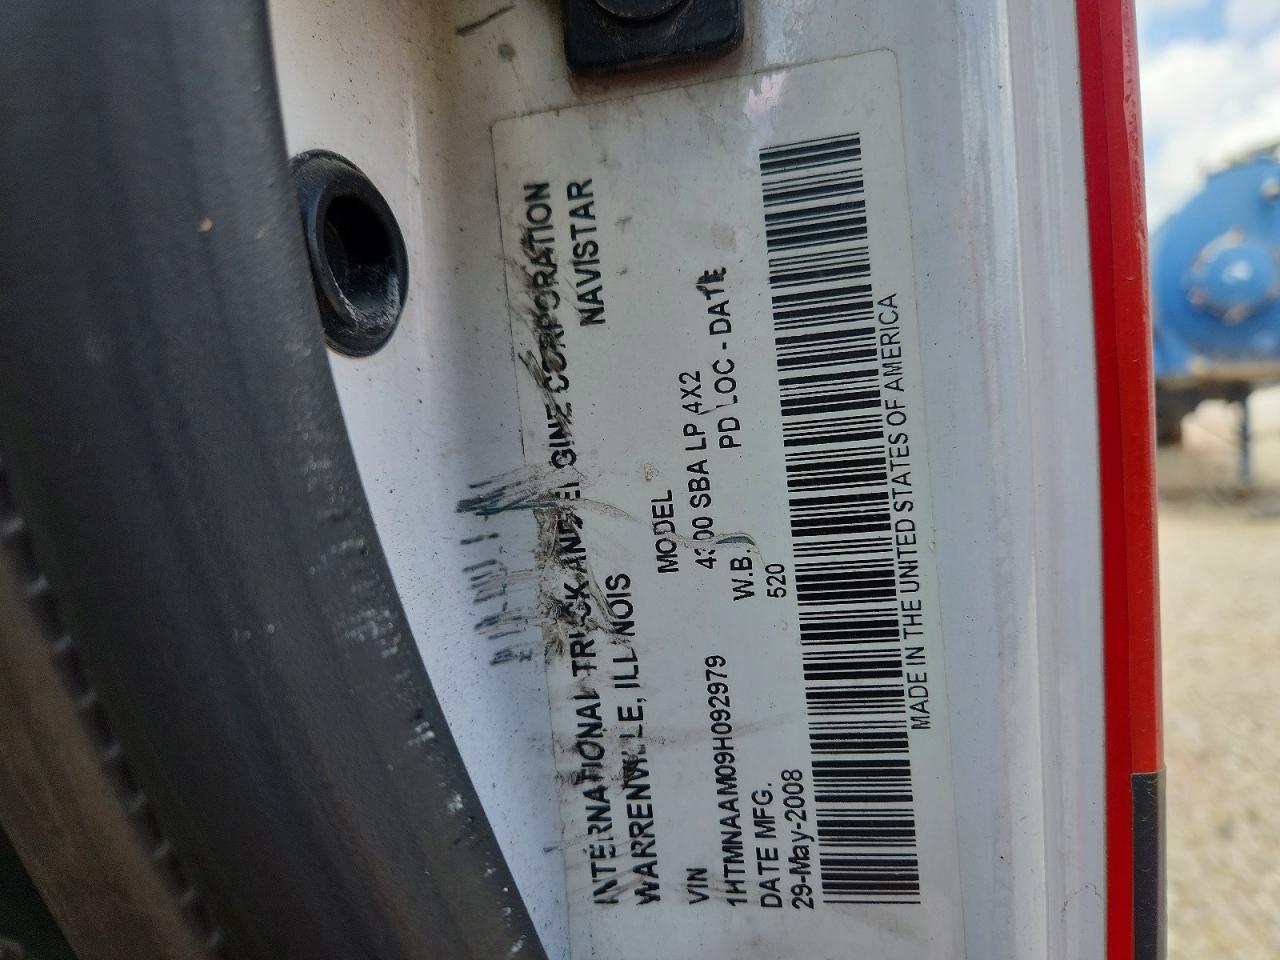 INTERNATIONAL TRUCK AND ENGINE CORPORATION
WARRENVILLE, ILLINOIS NAVISTAR
VIN MODEL
1HTMNAAM09H092979 4300 SBA LP 4X2
DATE MFG. W.B. PD LOC - DATE
29-May-2008 520
MADE IN THE UNITED STATES OF AMERICA